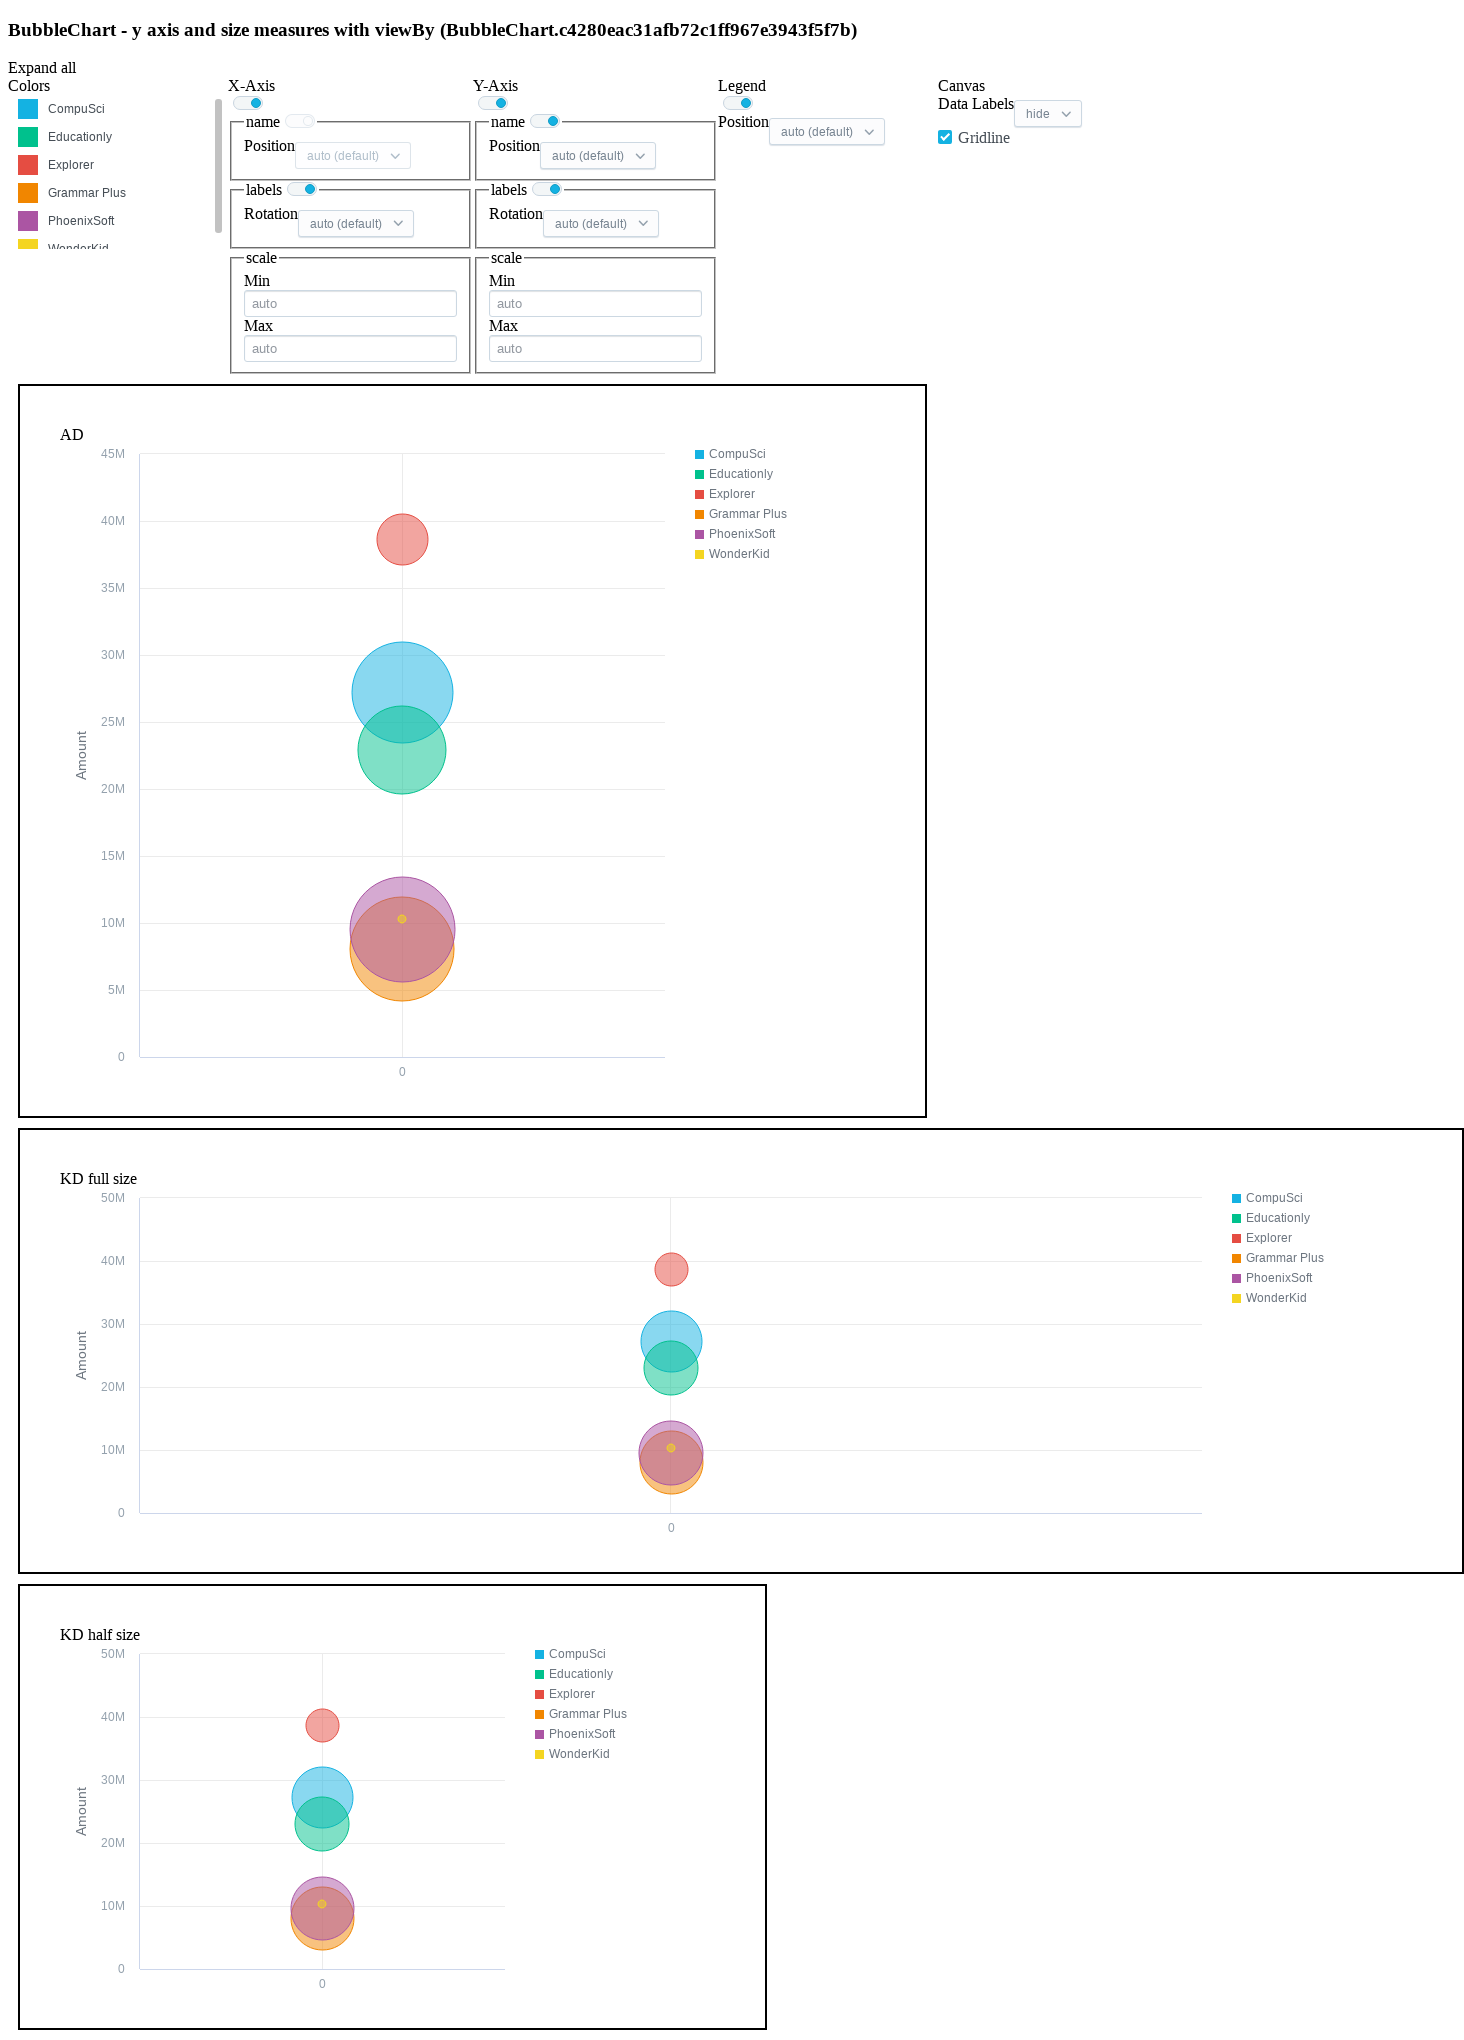 BubbleChart - y axis and size measures with viewBy (BubbleChart.c4280eac31afb72c1ff967e3943f5f7b)
Expand all
Colors
CompuSci
Educationly
Explorer
Grammar Plus
PhoenixSoft
WonderKid
X-Axis
name
Position auto (default)
labels
Rotation auto (default)
scale
Min
auto
Max
auto
Y-Axis
name
Position auto (default)
labels
Rotation auto (default)
scale
Min
auto
Max
auto
Legend
Position auto (default)
Canvas
Data Labels hide
Gridline
AD
45M
40M
35M
30M
25M
20M
15M
10M
5M
0
Amount
0
CompuSci
Educationly
Explorer
Grammar Plus
PhoenixSoft
WonderKid
KD full size
50M
40M
30M
20M
10M
0
Amount
0
CompuSci
Educationly
Explorer
Grammar Plus
PhoenixSoft
WonderKid
KD half size
50M
40M
30M
20M
10M
0
Amount
0
CompuSci
Educationly
Explorer
Grammar Plus
PhoenixSoft
WonderKid